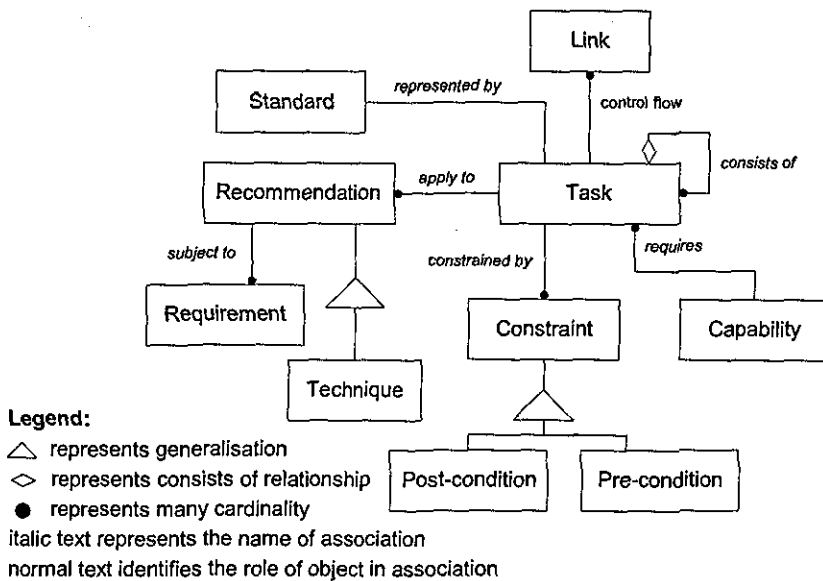 Link
represented by
Standard
control flow
consists of
Recommendation
apply to
Task
subject to
constrained by
requires
Requirement
Constraint
Capability
Technique
Legend:
represents generalisation
Post-condition
Pre-condition
represents consists of relationship
represents many cardinality
italic text represents the name of association
normal text identifies the role of object in association